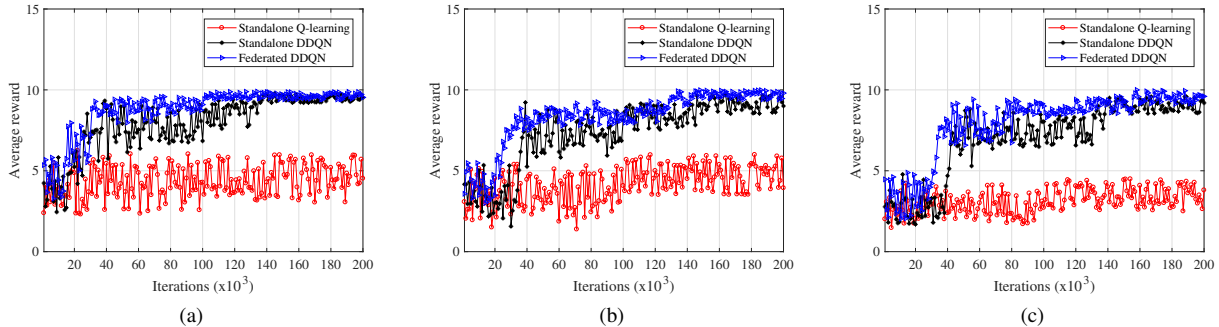 Standalone Q-learning
Standalone DDQN
Federated DDQN
15
10
5
0
Average reward
20 40 60 80 100 120 140 160 180 200
Iterations (x10³)
(a)
Standalone Q-learning
Standalone DDQN
Federated DDQN
15
10
5
0
Average reward
20 40 60 80 100 120 140 160 180 200
Iterations (x10³)
(b)
Standalone Q-learning
Standalone DDQN
Federated DDQN
15
10
5
0
Average reward
20 40 60 80 100 120 140 160 180 200
Iterations (x10³)
(c)